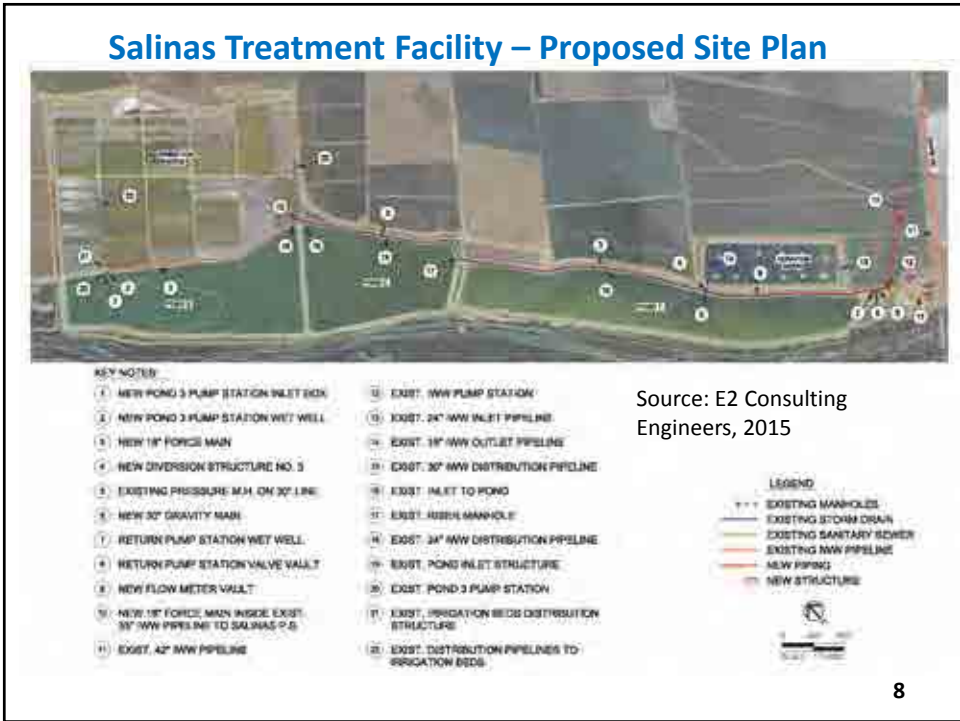 Salinas Treatment Facility – Proposed Site Plan
KEY NOTES:
1 NEW POND 3 PUMP STATION INLET BOX
2 NEW POND 3 PUMP STATION WET WELL
3 NEW 18" FORCE MAIN
4 NEW DIVERSION STRUCTURE NO. 3
5 EXISTING PRESSURE M.H. ON 30" LINE
6 NEW 30" GRAVITY MAIN
7 RETURN PUMP STATION WET WELL
8 RETURN PUMP STATION VALVE VAULT
9 NEW FLOW METER VAULT
10 NEW 18" FORCE MAIN INSIDE EXIST.
IWW PIPELINE TO SALINAS P.S.
11 EXIST. 42" IWW PIPELINE
12 EXIST. IWW PUMP STATION
13 EXIST. 24" IWW INLET PIPELINE
14 EXIST. IWW OUTLET PIPELINE
15 EXIST. 30" IWW DISTRIBUTION PIPELINE
16 EXIST. INLET TO POND
17 EXIST. RISER MANHOLE
18 EXIST. 24" IWW DISTRIBUTION PIPELINE
19 EXIST. POND INLET STRUCTURE
20 EXIST. POND 3 PUMP STATION
21 EXIST. IRRIGATION BEDS DISTRIBUTION
STRUCTURE
22 EXIST. DISTRIBUTION PIPELINES TO
IRRIGATION BEDS
Source: E2 Consulting
Engineers, 2015
LEGEND
EXISTING MANHOLES
EXISTING STORM DRAIN
EXISTING SANITARY SEWER
EXISTING IWW PIPELINE
NEW PIPING
NEW STRUCTURE
8